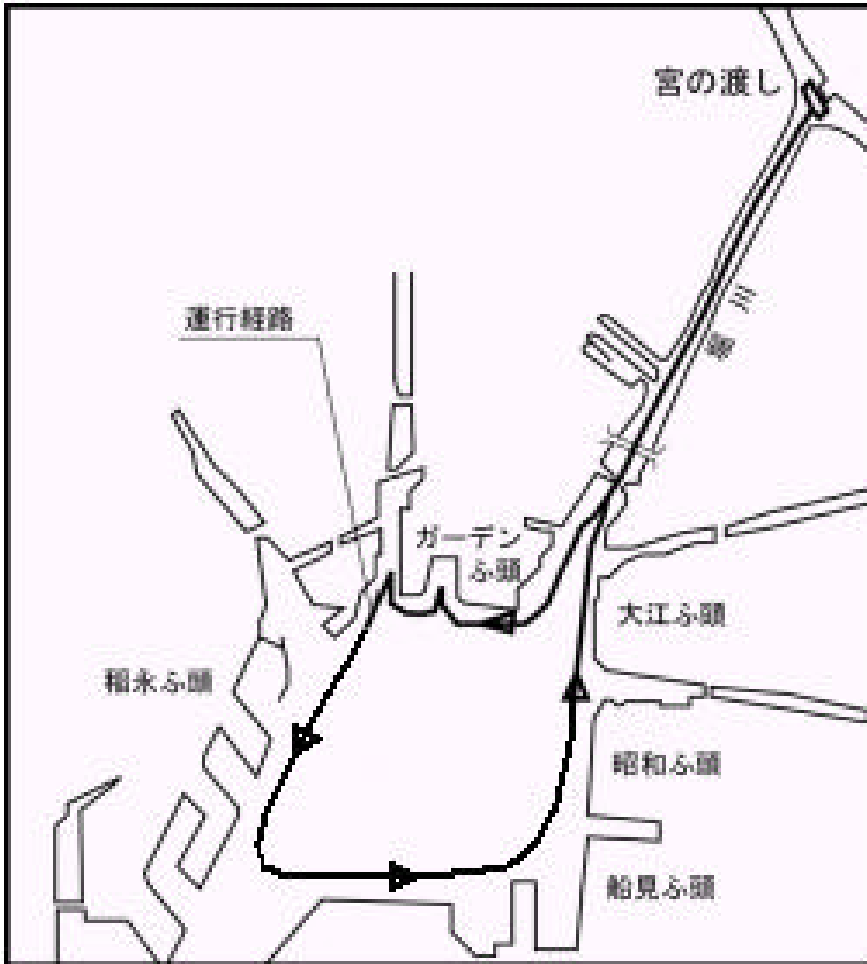 宮の渡し
運行経路
堀川
ガーデン
ふ頭
大江ふ頭
稲永ふ頭
昭和ふ頭
船見ふ頭